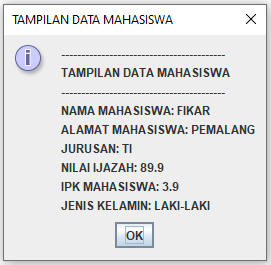 TAMPILAN DATA MAHASISWA
----------------------------------------
TAMPILAN DATA MAHASISWA
----------------------------------------
NAMA MAHASISWA: FIKAR
ALAMAT MAHASISWA: PEMALANG
JURUSAN: TI
NILAI IJAZAH: 89.9
IPK MAHASISWA: 3.9
JENIS KELAMIN: LAKI-LAKI
OK